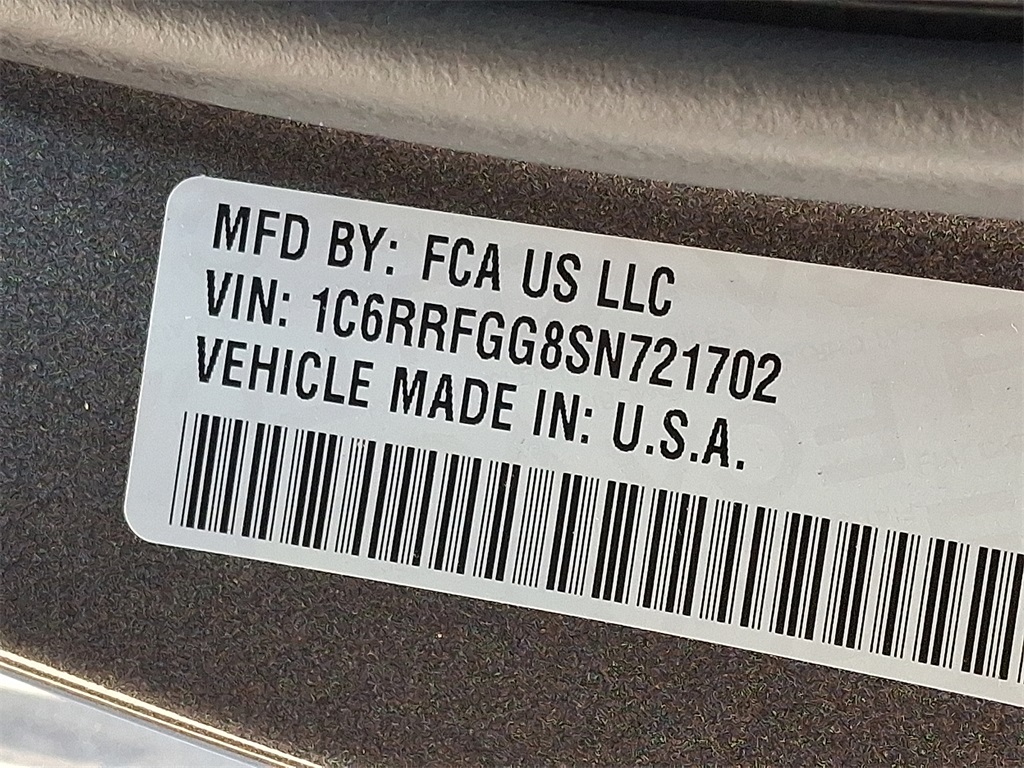 MFD BY: FCA US LLC
VIN: 1C6RRFGG8SN721702
VEHICLE MADE IN: U.S.A.